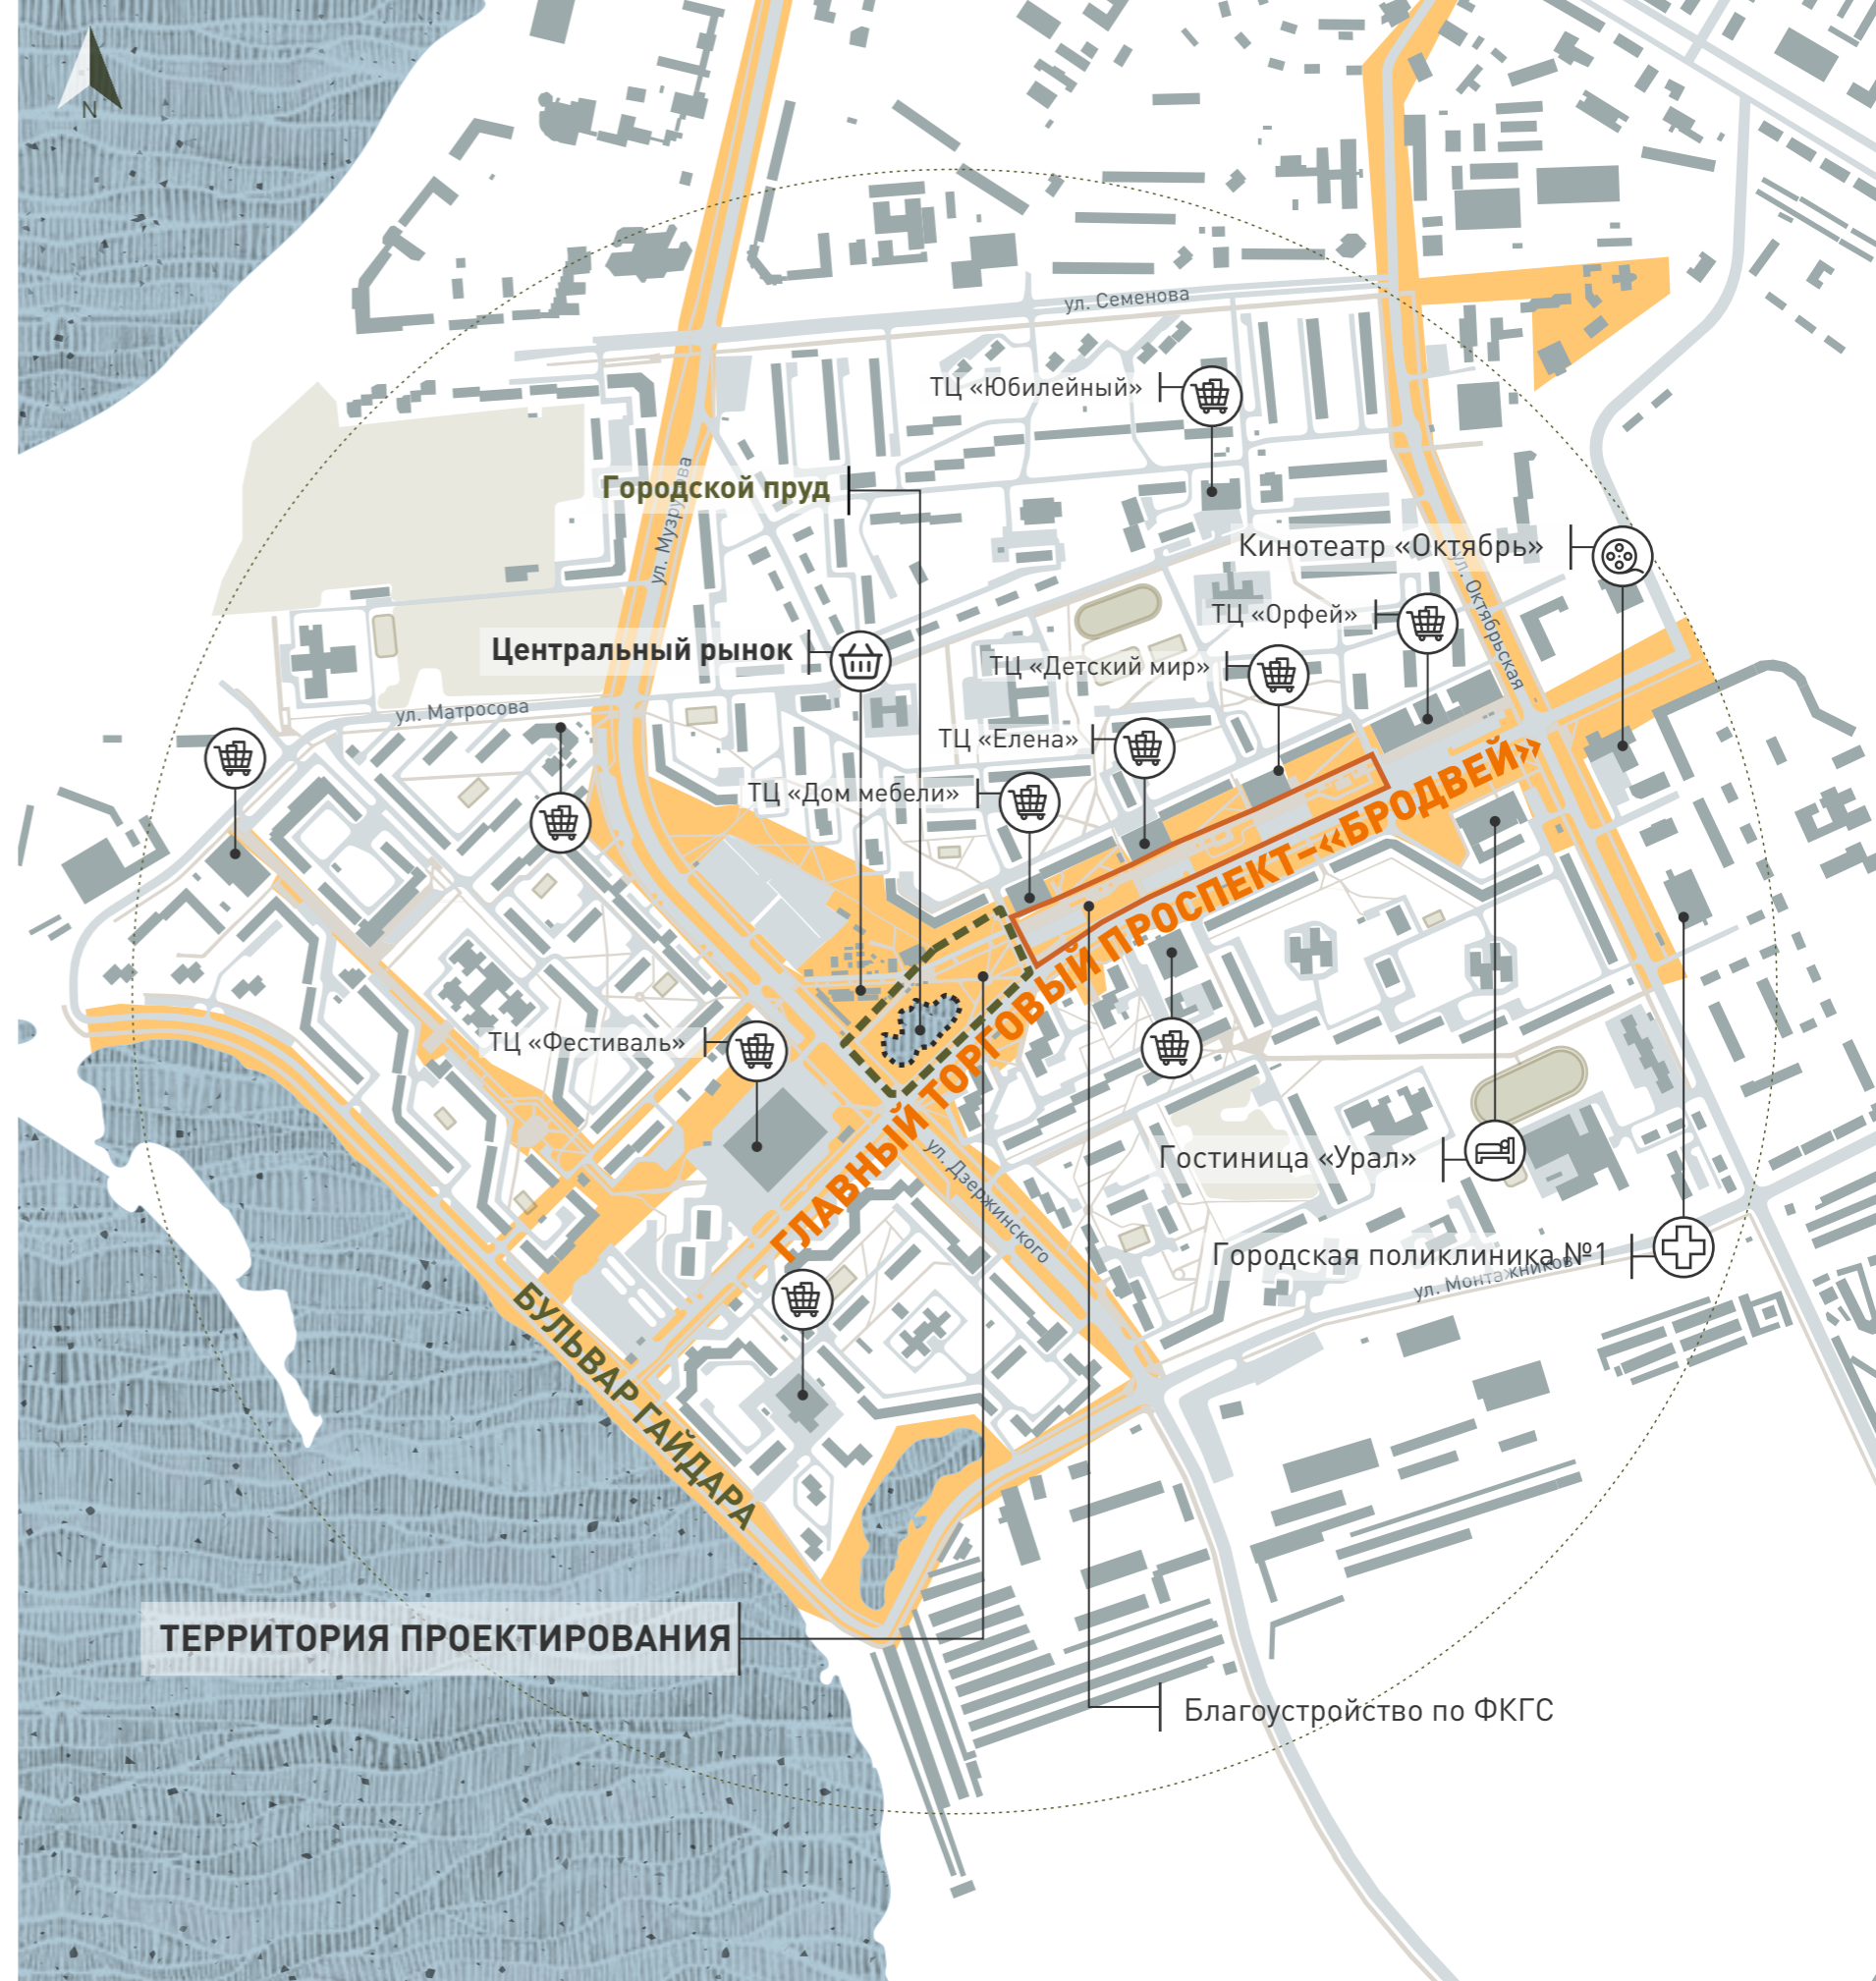 N
ул. Семенова
ТЦ «Юбилейный»
Городской пруд
ул. Музрукова
Кинотеатр «Октябрь»
ул. Октябрьская
ТЦ «Орфей»
Центральный рынок
ТЦ «Детский мир»
ул. Матросова
ТЦ «Елена»
ТЦ «Дом мебели»
ГЛАВНЫЙ ТОРГОВЫЙ ПРОСПЕКТ–«БРОДВЕЙ»
ТЦ «Фестиваль»
ул. Дзержинского
Гостиница «Урал»
Городская поликлиника №1
ул. Монтажников
БУЛЬВАР ГАЙДАРА
ТЕРРИТОРИЯ ПРОЕКТИРОВАНИЯ
Благоустройство по ФКГС